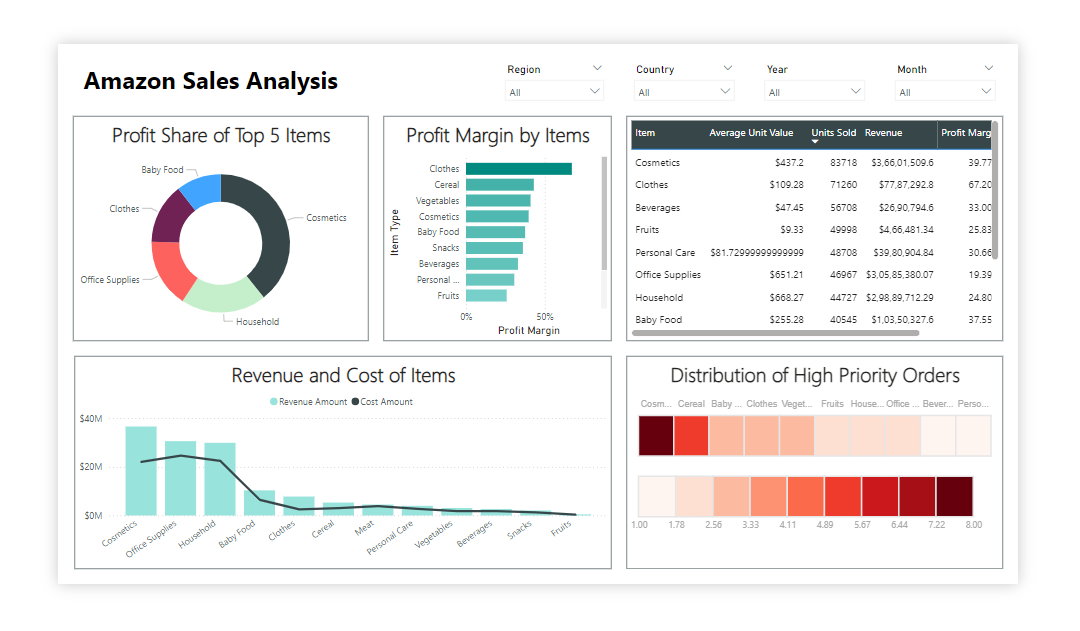 Amazon Sales Analysis
Region
Country
Year
Month
All
All
All
All
Profit Share of Top 5 Items
Baby Food
Clothes
Cosmetics
Office Supplies
Household
Profit Margin by Items
Item Type
Clothes
Cereal
Vegetables
Cosmetics
Baby Food
Snacks
Beverages
Personal ...
Fruits
0% 50%
Profit Margin
Item Average Unit Value Units Sold Revenue Profit Marg
Cosmetics $437.2 83718 $3,66,01,509.6 39.77
Clothes $109.28 71260 $77,87,292.8 67.20
Beverages $47.45 56708 $26,90,794.6 33.00
Fruits $9.33 49998 $4,66,481.34 25.83
Personal Care $81.72999999999999 48708 $39,80,904.84 30.66
Office Supplies $651.21 46967 $3,05,85,380.07 19.39
Household $668.27 44727 $2,98,89,712.29 24.80
Baby Food $255.28 40545 $1,03,50,327.6 37.55
Revenue and Cost of Items
Revenue Amount Cost Amount
$40M
$20M
$0M
Cosmetics
Office Supplies
Household
Baby Food
Clothes
Cereal
Meat
Personal Care
Vegetables
Beverages
Snacks
Fruits
Distribution of High Priority Orders
Cosm... Cereal Baby ... Clothes Veget... Fruits House... Office ... Bever... Perso...
1.00 1.78 2.56 3.33 4.11 4.89 5.67 6.44 7.22 8.00